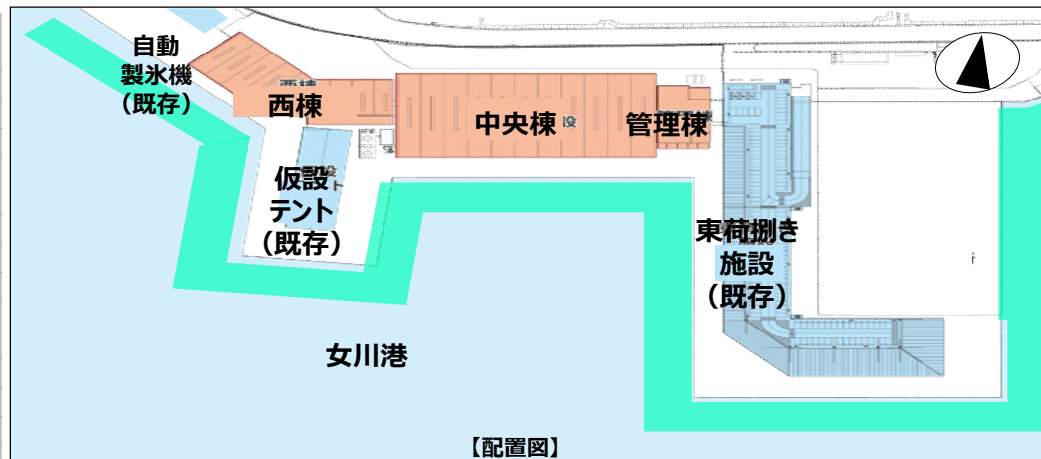 自動
製氷機
（既存）
西棟
中央棟
管理棟
仮設
テント
（既存）
東荷捌き
施設
（既存）
女川港
【配置図】